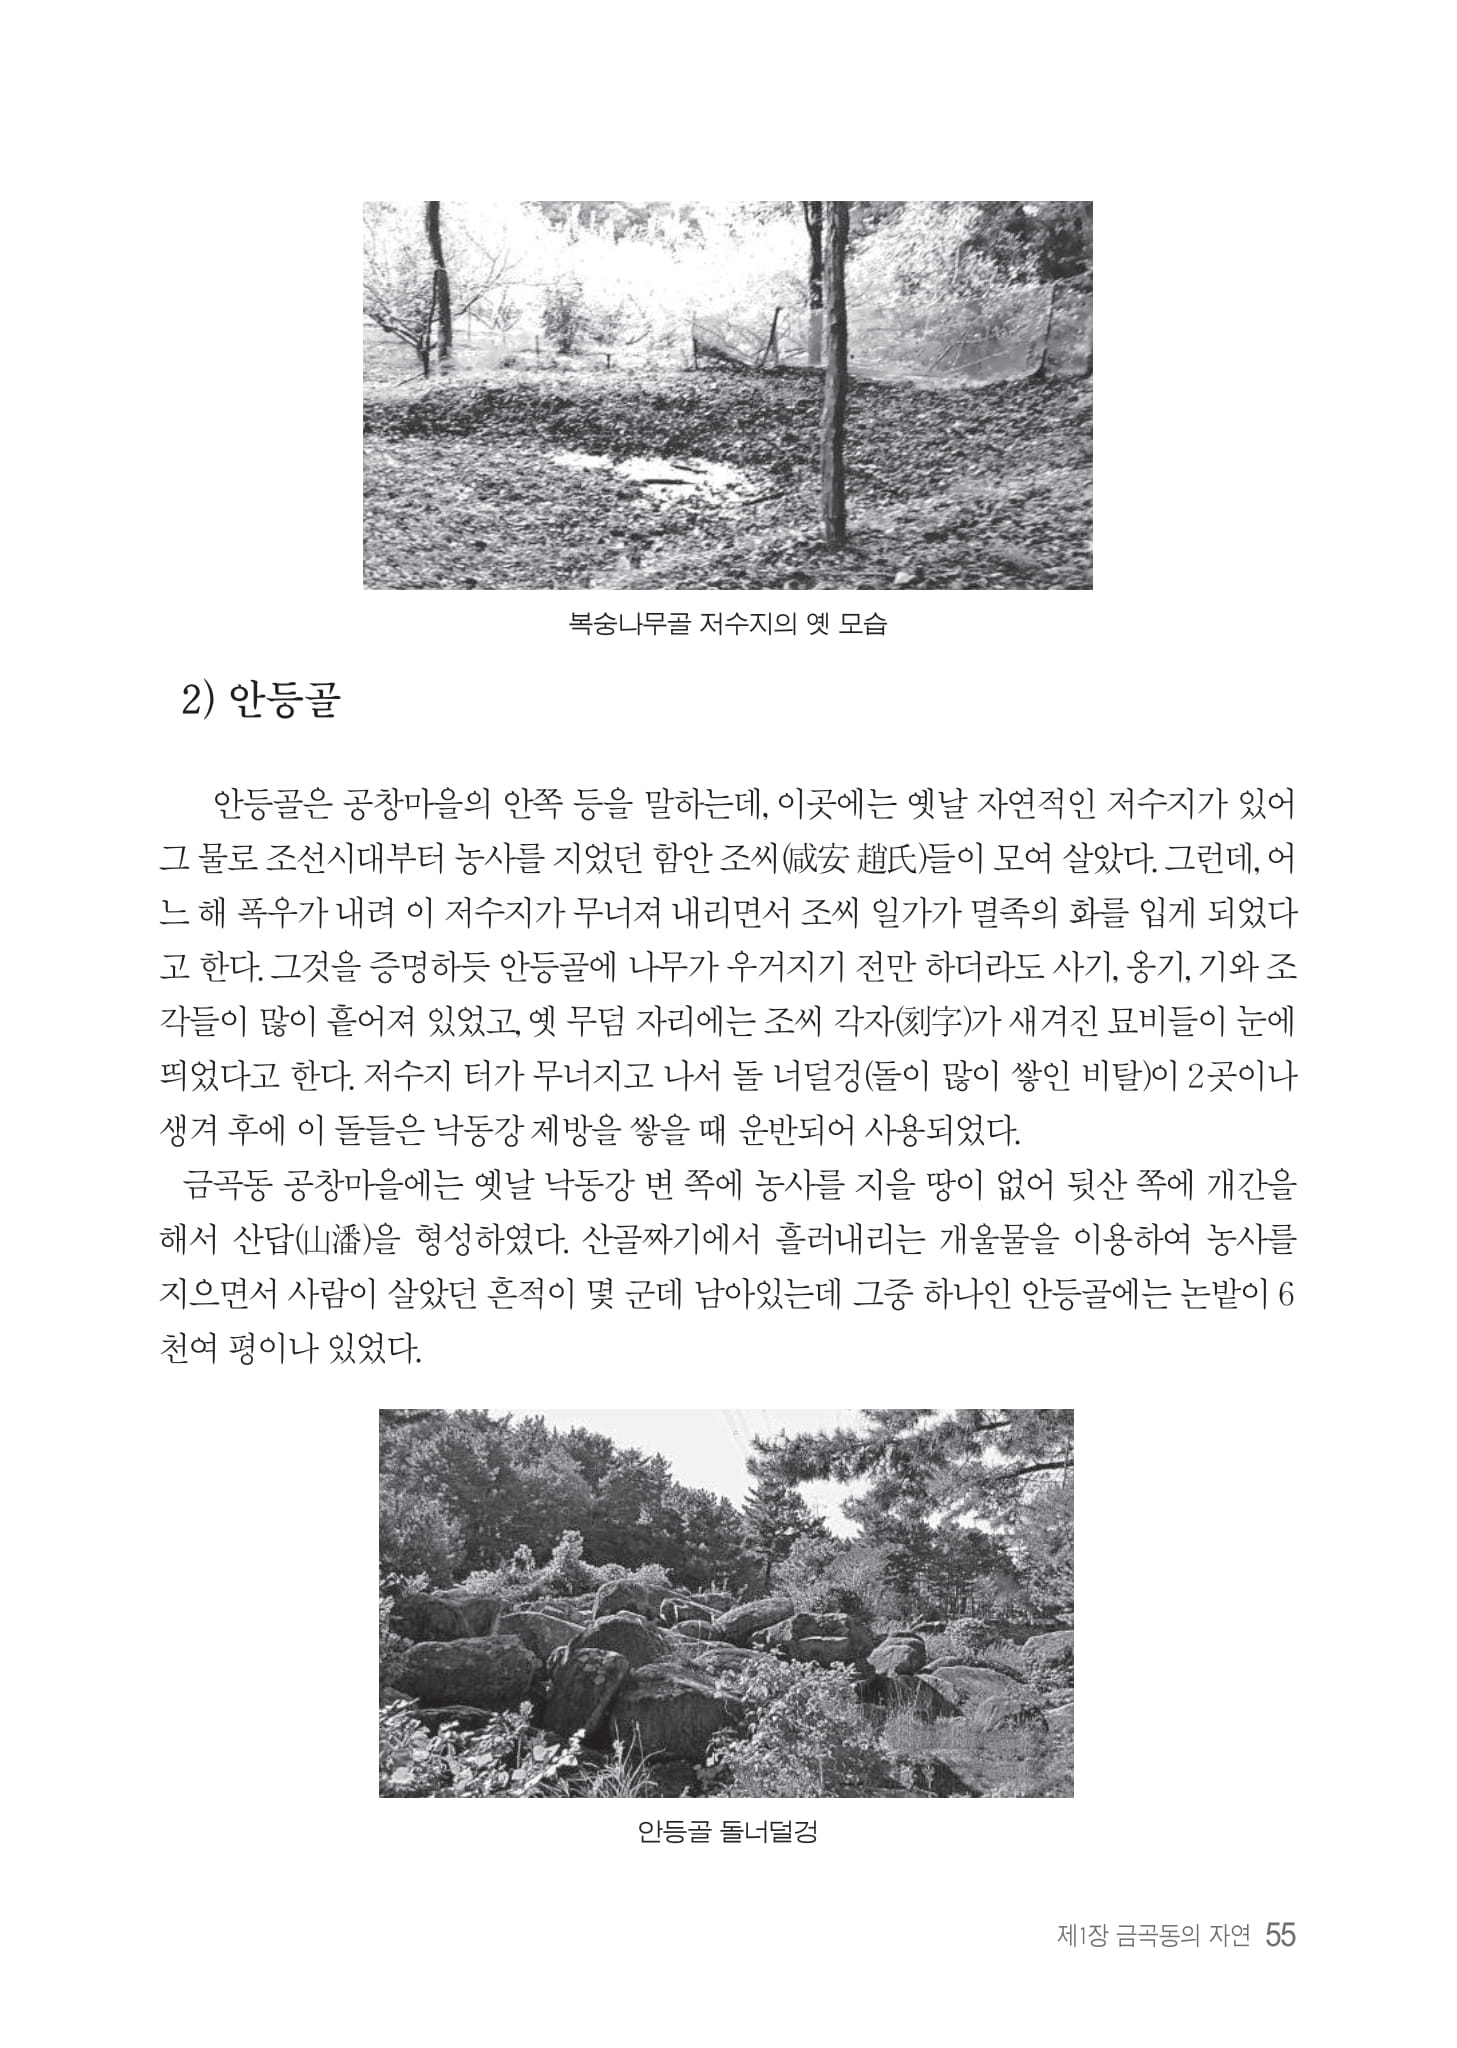 복숭나무골 저수지의 옛 모습
2) 안등골
안등골은 공창마을의 안쪽 등을 말하는데, 이곳에는 옛날 자연적인 저수지가 있어
그 물로 조선시대부터 농사를 지었던 함안 조씨(咸安 趙氏)들이 모여 살았다. 그런데, 어
느 해 폭우가 내려 이 저수지가 무너져 내리면서 조씨 일가가 멸족의 화를 입게 되었다
고 한다. 그것을 증명하듯 안등골에 나무가 우거지기 전만 하더라도 사기, 옹기, 기와 조
각들이 많이 흩어져 있었고, 옛 무덤 자리에는 조씨 각자(刻字)가 새겨진 묘비들이 눈에
띄었다고 한다. 저수지 터가 무너지고 나서 돌 너덜겅(돌이 많이 쌓인 비탈)이 2곳이나
생겨 후에 이 돌들은 낙동강 제방을 쌓을 때 운반되어 사용되었다.
금곡동 공창마을에는 옛날 낙동강 변 쪽에 농사를 지을 땅이 없어 뒷산 쪽에 개간을
해서 산답(山潘)을 형성하였다. 산골짜기에서 흘러내리는 개울물을 이용하여 농사를
지으면서 사람이 살았던 흔적이 몇 군데 남아있는데 그중 하나인 안등골에는 논밭이 6
천여 평이나 있었다.
안등골 돌너덜겅
제1장 금곡동의 자연 55